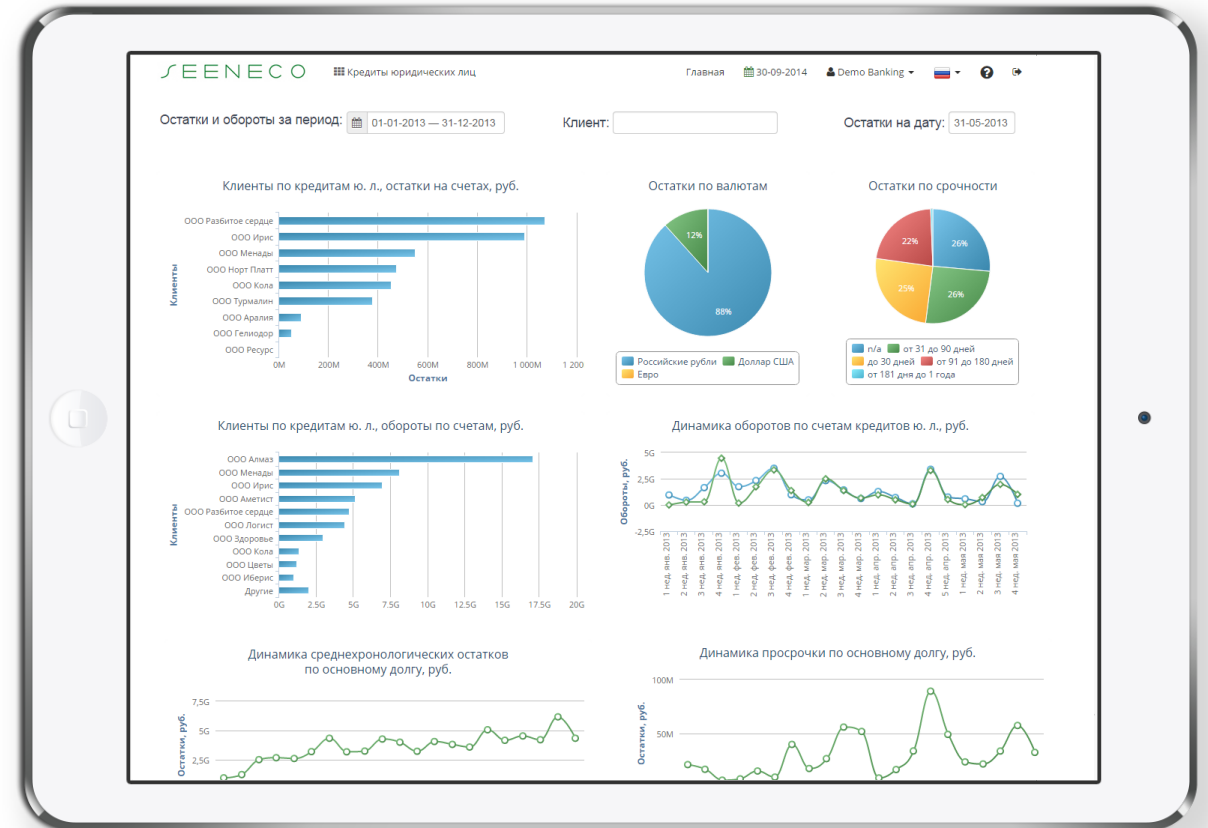 SEENECO
Кредиты юридических лиц
Главная
30-09-2014
Demo Banking
Остатки и обороты за период:
01-01-2013 — 31-12-2013
Клиент:
Остатки на дату:
31-05-2013
Клиенты по кредитам ю. л., остатки на счетах, руб.
Клиенты
ООО Разбитое сердце
ООО Ирис
ООО Менады
ООО Норт Платт
ООО Кола
ООО Турмалин
ООО Аралия
ООО Гелиодор
ООО Ресурс
0M 200M 400M 600M 800M 1 000M 1 200
Остатки
Остатки по валютам
12%
88%
Российские рубли Доллар США
Евро
Остатки по срочности
22% 26%
25% 26%
n/a от 31 до 90 дней
до 30 дней от 91 до 180 дней
от 181 дня до 1 года
Клиенты по кредитам ю. л., обороты по счетам, руб.
Клиенты
ООО Алмаз
ООО Менады
ООО Ирис
ООО Аметист
ООО Разбитое сердце
ООО Логист
ООО Здоровье
ООО Кола
ООО Цветы
ООО Иберис
Другие
0G 2.5G 5G 7.5G 10G 12.5G 15G 17.5G 20G
Динамика оборотов по счетам кредитов ю. л., руб.
Обороты, руб.
5G
2,5G
0G
-2,5G
1 нед. янв. 2013
2 нед. янв. 2013
3 нед. янв. 2013
4 нед. янв. 2013
1 нед. фев. 2013
2 нед. фев. 2013
3 нед. фев. 2013
4 нед. фев. 2013
1 нед. мар. 2013
2 нед. мар. 2013
3 нед. мар. 2013
4 нед. мар. 2013
1 нед. апр. 2013
2 нед. апр. 2013
3 нед. апр. 2013
4 нед. апр. 2013
5 нед. апр. 2013
1 нед. мая 2013
2 нед. мая 2013
3 нед. мая 2013
4 нед. мая 2013
Динамика среднехронологических остатков
по основному долгу, руб.
Остатки, руб.
7,5G
5G
2,5G
Динамика просрочки по основному долгу, руб.
Остатки, руб.
100M
50M